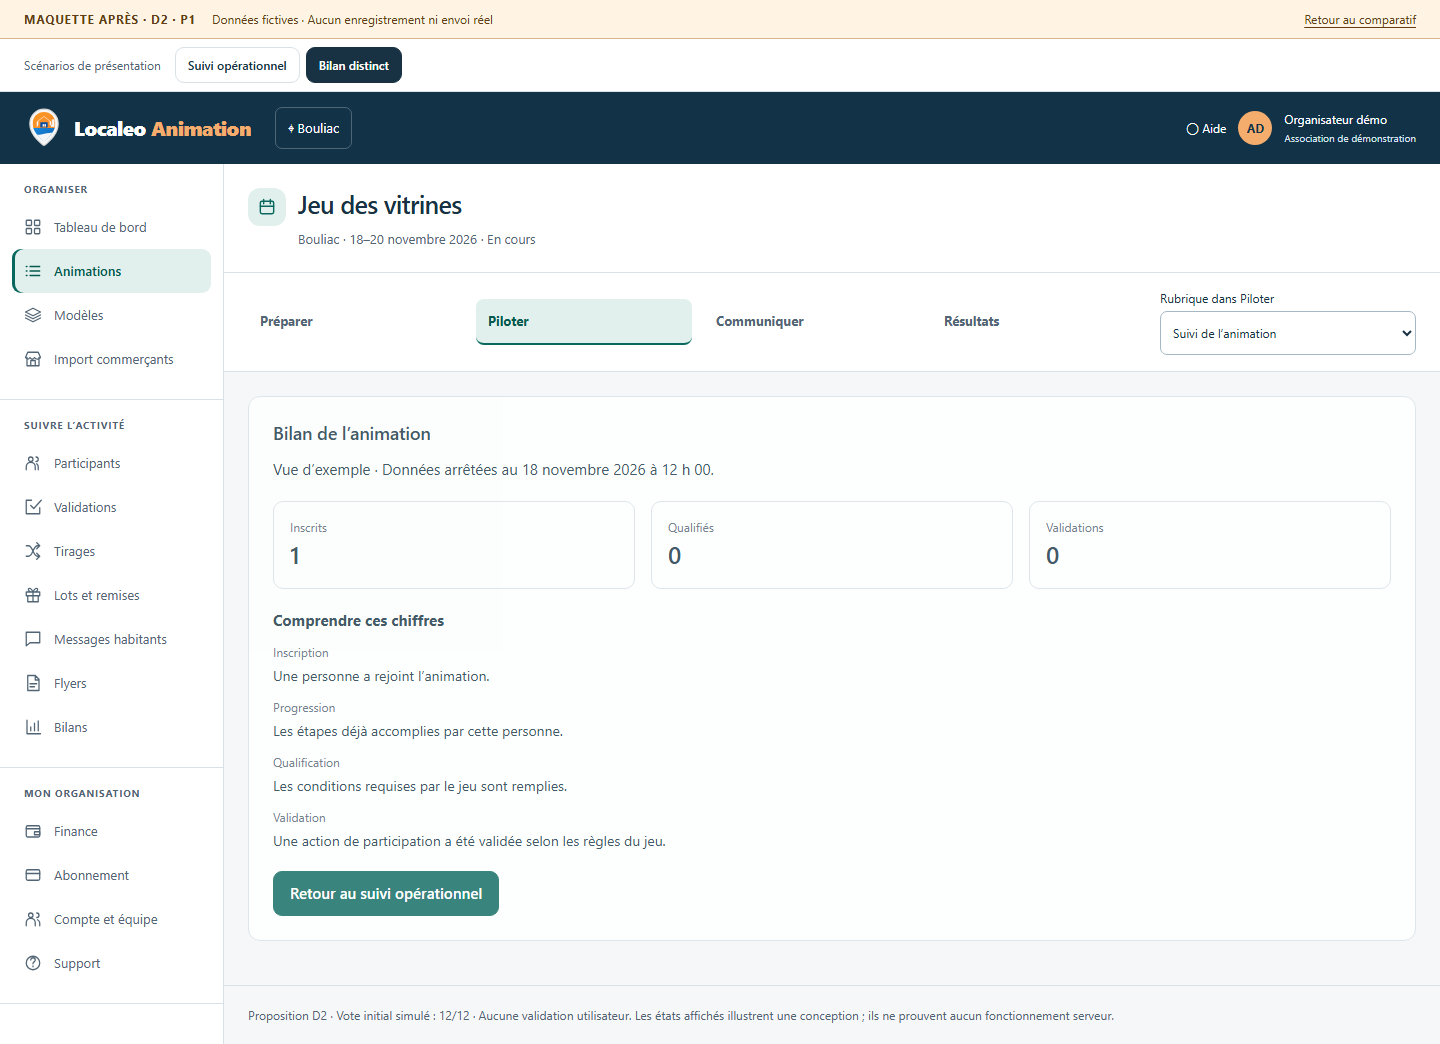 MAQUETTE APRÈS · D2 · P1 Données fictives · Aucun enregistrement ni envoi réel Retour au comparatif
Scénarios de présentation Suivi opérationnel Bilan distinct
Localeo Animation Bouliac Aide AD Organisateur démo
Association de démonstration
ORGANISER
Tableau de bord
Animations
Modèles
Import commerçants
SUIVRE L’ACTIVITÉ
Participants
Validations
Tirages
Lots et remises
Messages habitants
Flyers
Bilans
MON ORGANISATION
Finance
Abonnement
Compte et équipe
Support
Jeu des vitrines
Bouliac · 18–20 novembre 2026 · En cours
Préparer Piloter Communiquer Résultats
Rubrique dans Piloter
Suivi de l’animation
Bilan de l’animation
Vue d’exemple · Données arrêtées au 18 novembre 2026 à 12 h 00.
Inscrits Qualifiés Validations
1 0 0
Comprendre ces chiffres
Inscription
Une personne a rejoint l’animation.
Progression
Les étapes déjà accomplies par cette personne.
Qualification
Les conditions requises par le jeu sont remplies.
Validation
Une action de participation a été validée selon les règles du jeu.
Retour au suivi opérationnel
Proposition D2 · Vote initial simulé : 12/12 · Aucune validation utilisateur. Les états affichés illustrent une conception ; ils ne prouvent aucun fonctionnement serveur.